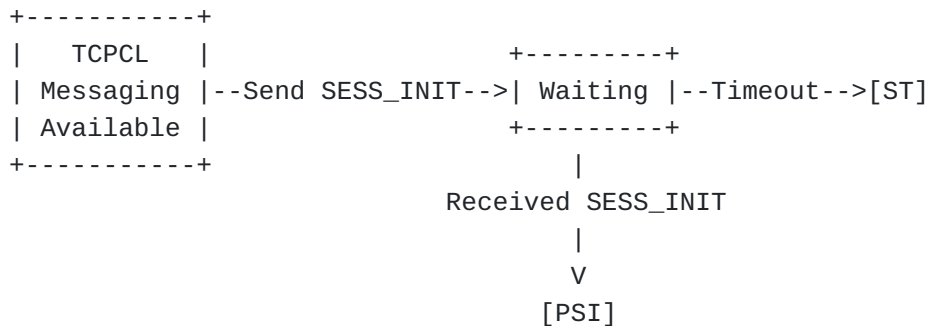 +-----------+
|   TCPCL   |                    +---------+
| Messaging |--Send SESS_INIT-->| Waiting |--Timeout-->[ST]
| Available |                    +---------+
+-----------+                        |
                            Received SESS_INIT
                                     |
                                     V
                                   [PSI]